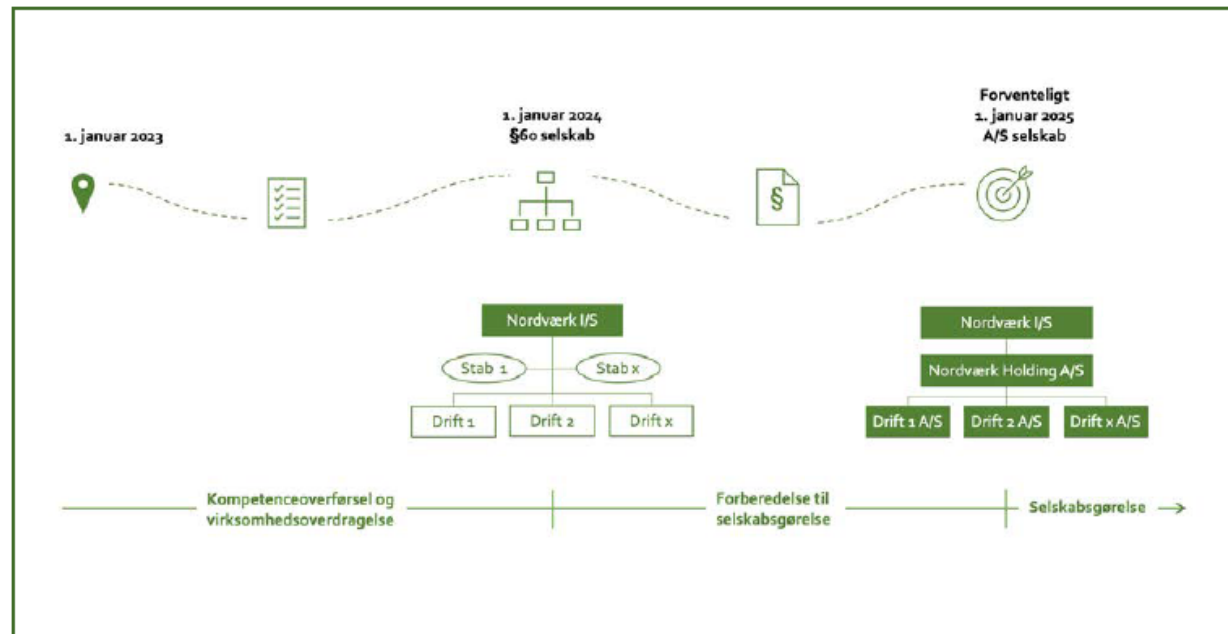 1. januar 2023
1. januar 2024
§60 selskab
Forventeligt
1. januar 2025
A/S selskab
§
Nordværk I/S
Stab 1
Stab x
Drift 1
Drift 2
Drift x
Nordværk I/S
Nordværk Holding A/S
Drift 1 A/S
Drift 2 A/S
Drift x A/S
Kompetenceoverførsel og
virksomhedsoverdragelse
Forberedelse til
selskabsgørelse
Selskabsgørelse